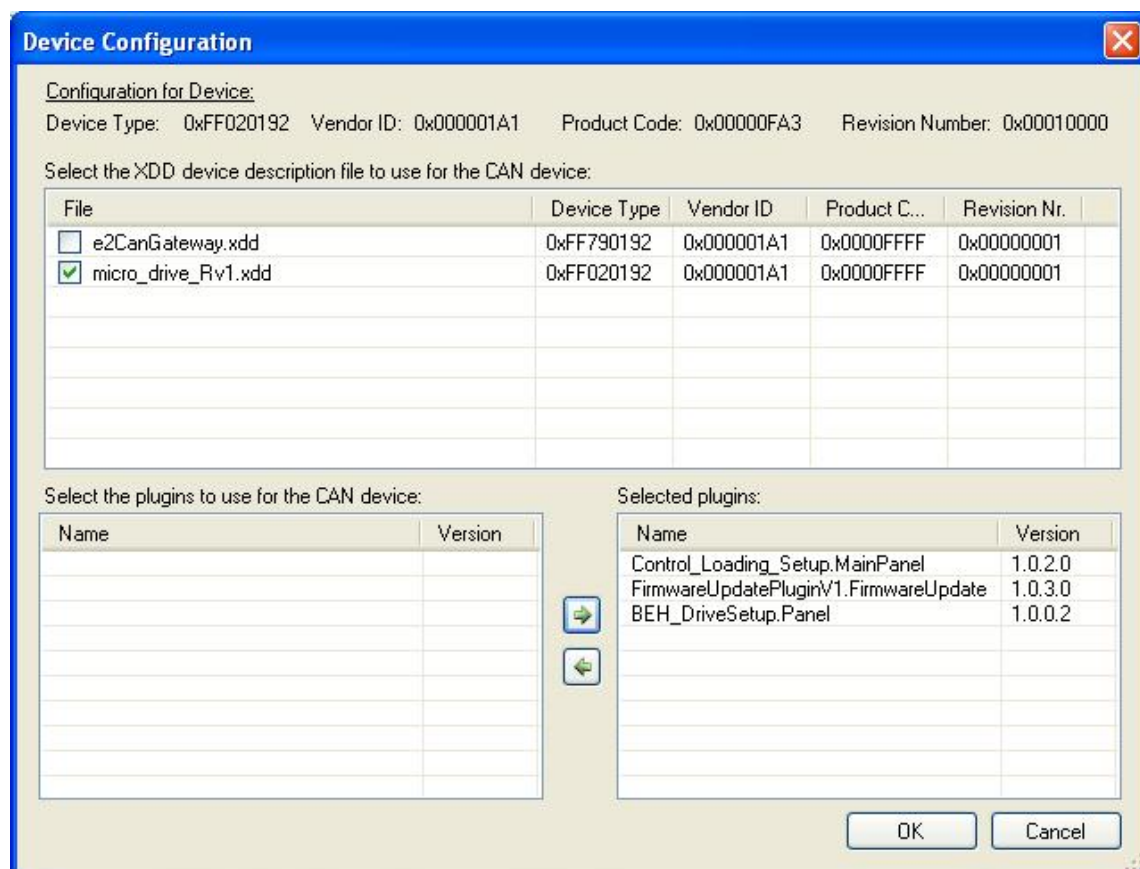 Device Configuration
Configuration for Device:
Device Type: 0xFF020192 Vendor ID: 0x000001A1 Product Code: 0x00000FA3 Revision Number: 0x00010000
Select the XDD device description file to use for the CAN device:
File Device Type Vendor ID Product C... Revision Nr.
e2CanGateway.xdd 0xFF790192 0x000001A1 0x0000FFFF 0x00000001
micro_drive_Rv1.xdd 0xFF020192 0x000001A1 0x0000FFFF 0x00000001
Select the plugins to use for the CAN device:
Name Version
Selected plugins:
Name Version
Control_Loading_Setup.MainPanel 1.0.2.0
FirmwareUpdatePluginV1.FirmwareUpdate 1.0.3.0
BEH_DriveSetup.Panel 1.0.0.2
OK Cancel